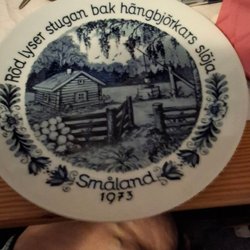 Röd lyser stugan bak hängbjörkars slöja
Småland
1973